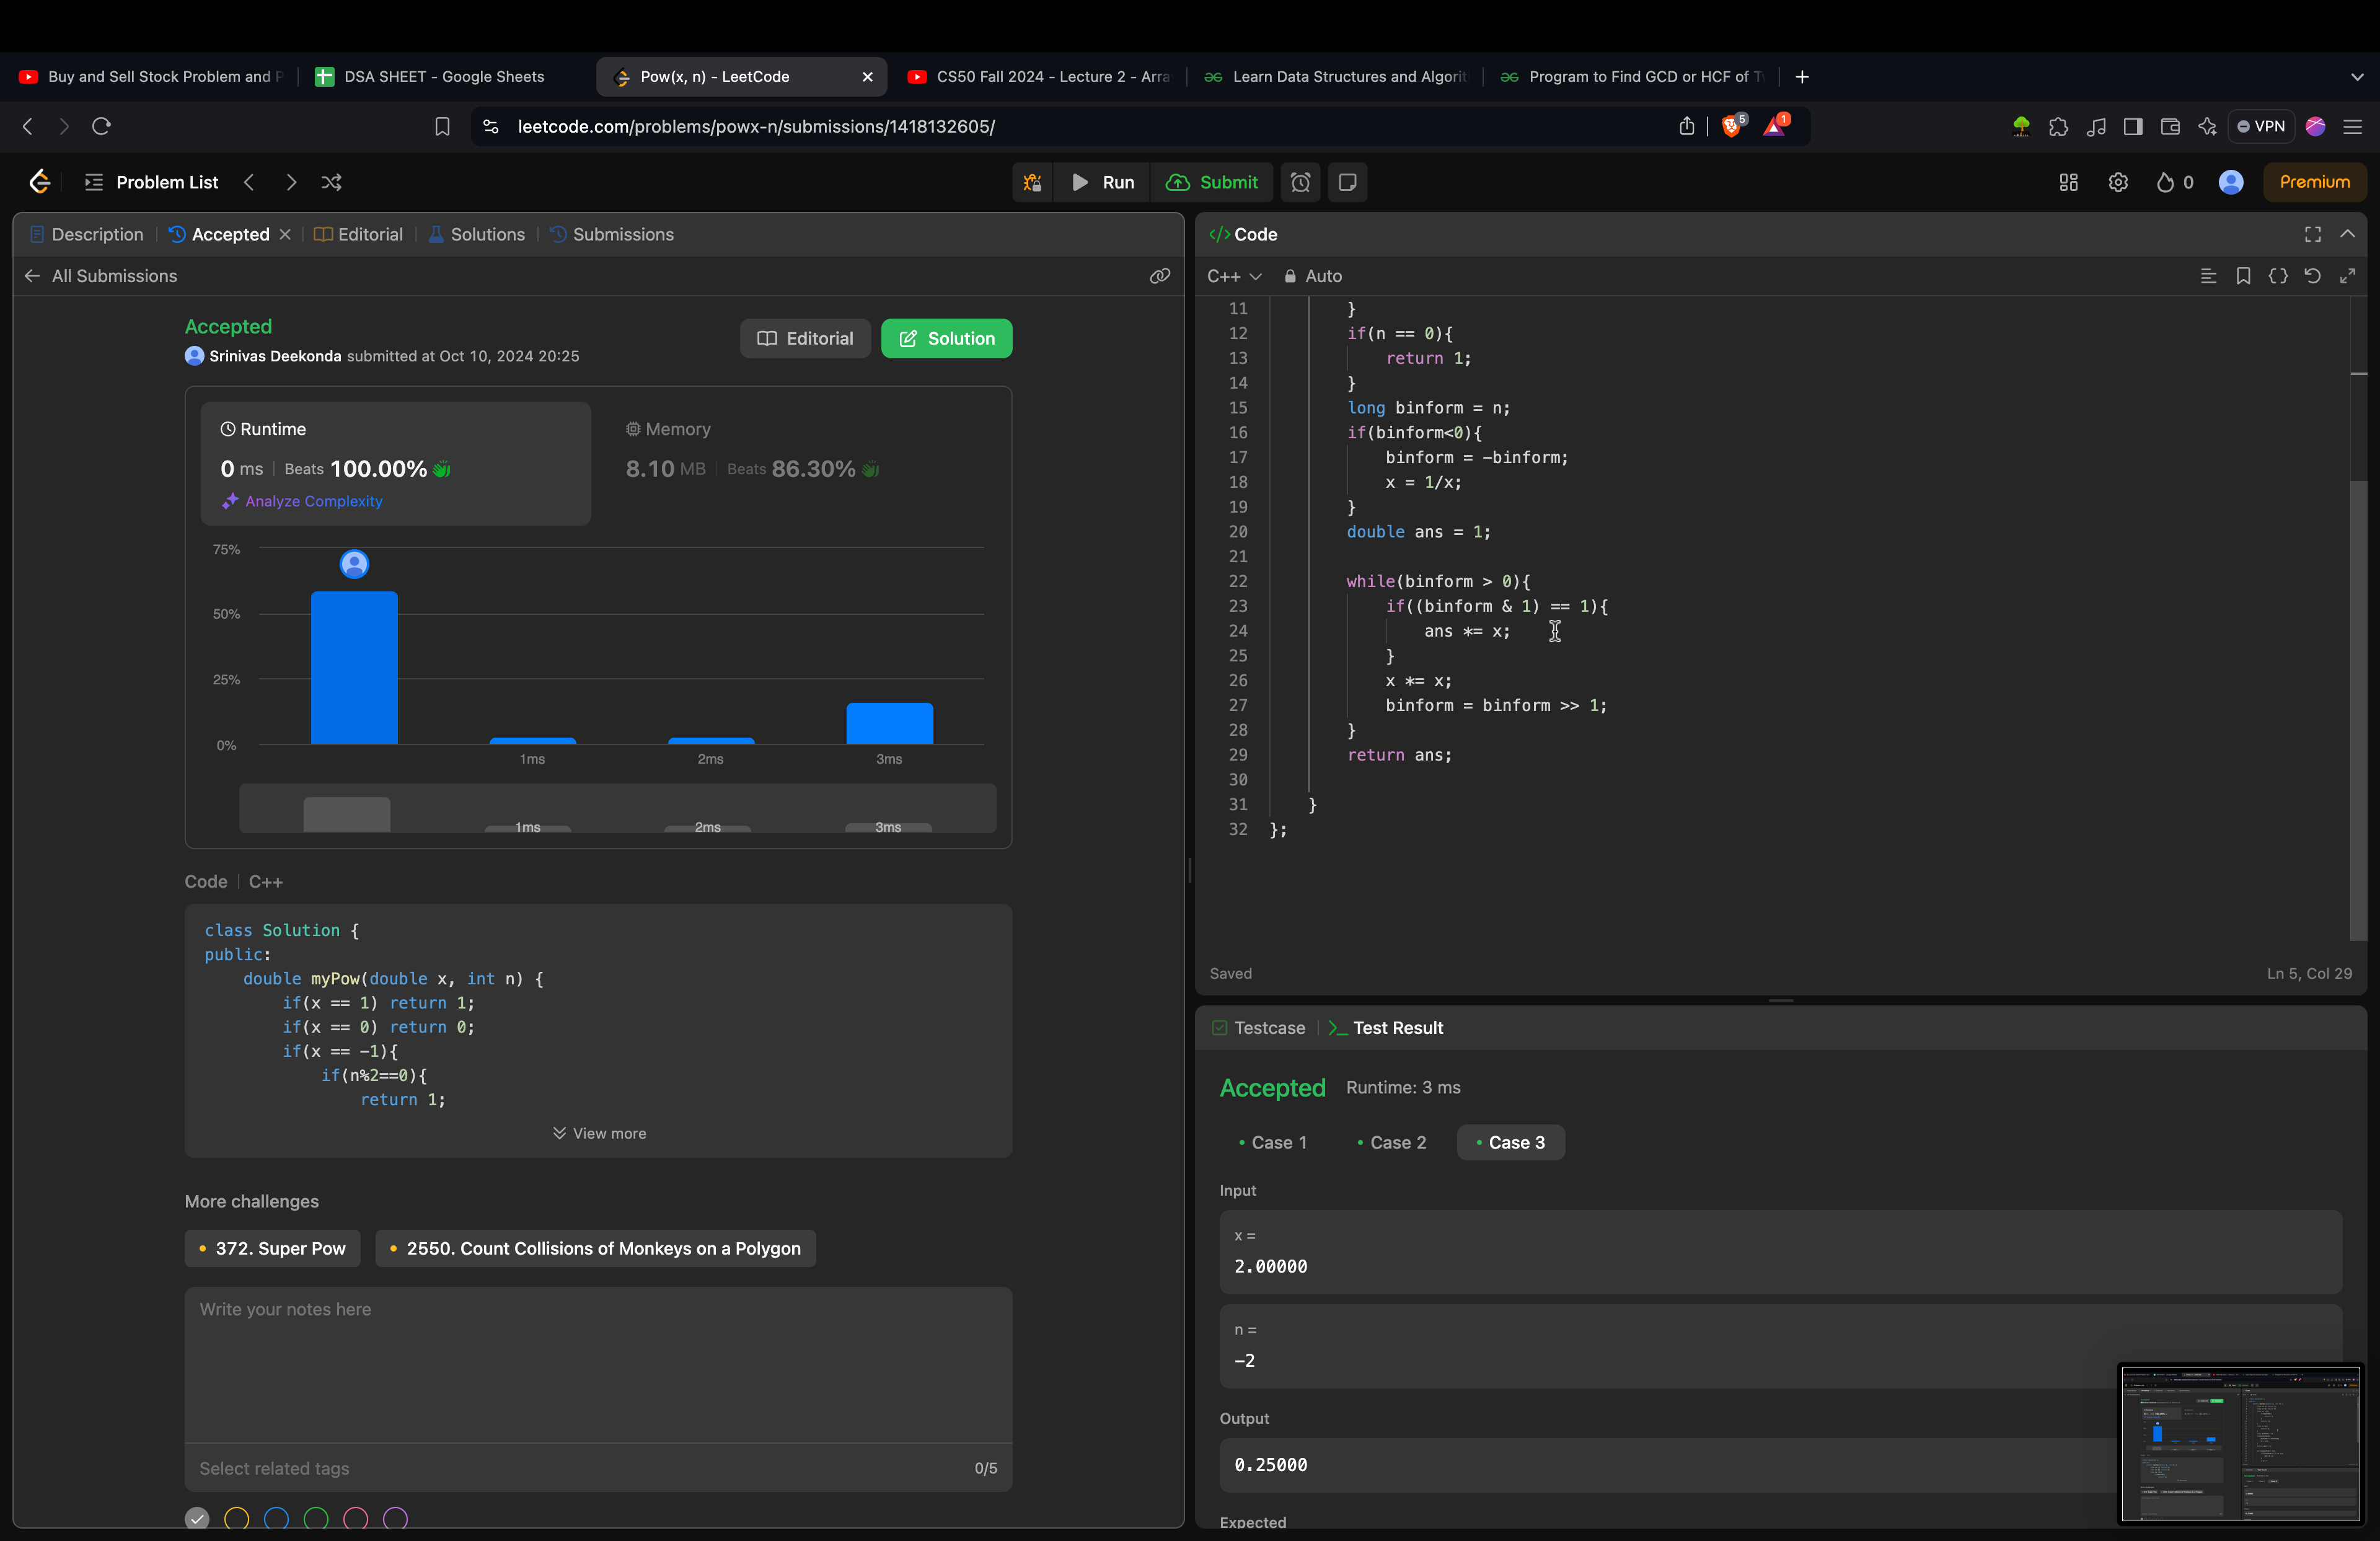 Buy and Sell Stock Problem and P
DSA SHEET - Google Sheets
Pow(x, n) - LeetCode
CS50 Fall 2024 - Lecture 2 - Arra
Learn Data Structures and Algorit
Program to Find GCD or HCF of Tw
leetcode.com/problems/powx-n/submissions/1418132605/
5
1
VPN
Problem List
Run
Submit
0
Premium
Description
Accepted
Editorial
Solutions
Submissions
All Submissions
Accepted
Srinivas Deekonda submitted at Oct 10, 2024 20:25
Editorial
Solution
Runtime
0 ms | Beats 100.00%
Analyze Complexity
Memory
8.10 MB | Beats 86.30%
75%
50%
25%
0%
1ms 2ms 3ms
1ms 2ms 3ms
Code | C++
class Solution {
public:
    double myPow(double x, int n) {
        if(x == 1) return 1;
        if(x == 0) return 0;
        if(x == -1){
            if(n%2==0){
                return 1;
View more
More challenges
372. Super Pow
2550. Count Collisions of Monkeys on a Polygon
Write your notes here
Select related tags
0/5
</> Code
C++
Auto
11         }
12         if(n == 0){
13             return 1;
14         }
15         long binform = n;
16         if(binform<0){
17             binform = -binform;
18             x = 1/x;
19         }
20         double ans = 1;
21
22         while(binform > 0){
23             if((binform & 1) == 1){
24                 ans *= x;
25             }
26             x *= x;
27             binform = binform >> 1;
28         }
29         return ans;
30
31     }
32 };
Saved
Ln 5, Col 29
Testcase
Test Result
Accepted
Runtime: 3 ms
Case 1
Case 2
Case 3
Input
x =
2.00000
n =
-2
Output
0.25000
Expected